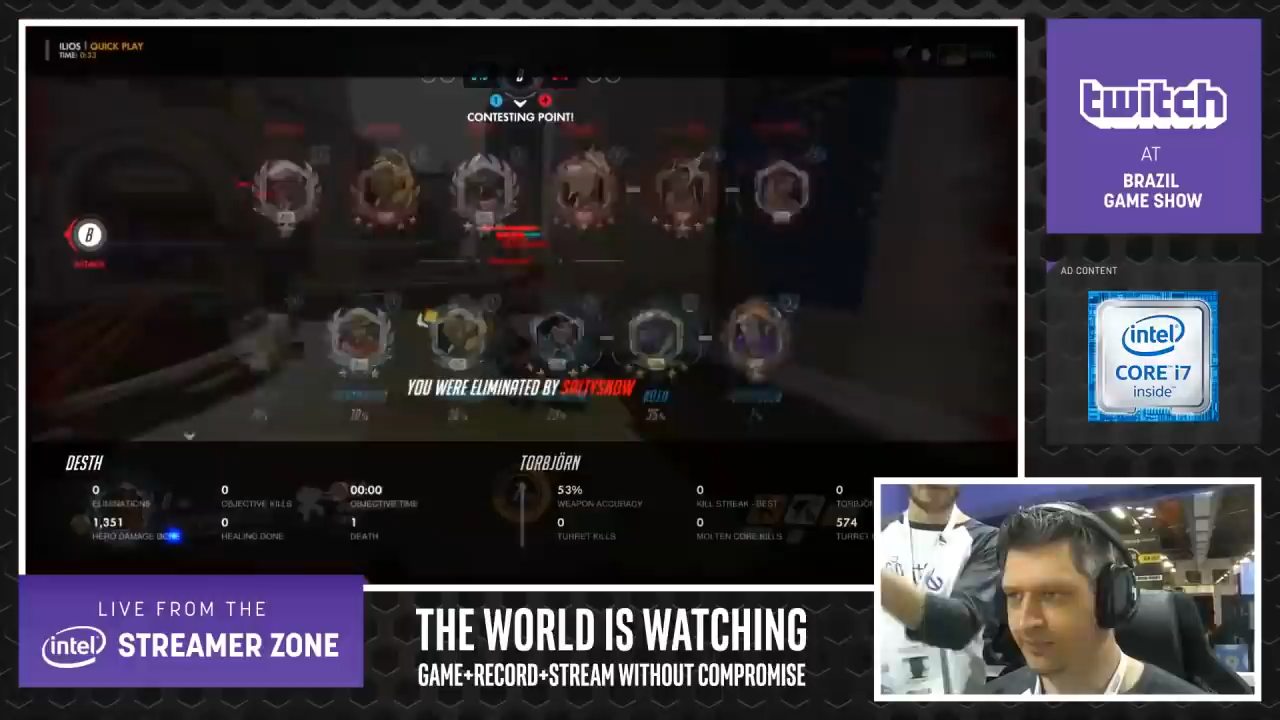 ILIOS | QUICK PLAY
TIME: 0:33
B
CONTESTING POINT!
B
YOU WERE ELIMINATED BY SALTYSNOW
DESTH
TORBJÖRN
0
0
00:00
53%
0
0
ELIMINATIONS
OBJECTIVE KILLS
OBJECTIVE TIME
WEAPON ACCURACY
KILL STREAK - BEST
1,351
0
1
0
0
574
HERO DAMAGE DONE
HEALING DONE
DEATH
TURRET KILLS
MOLTEN CORE KILLS
twitch
AT
BRAZIL
GAME SHOW
AD CONTENT
intel
CORE i7
inside
LIVE FROM THE
intel STREAMER ZONE
THE WORLD IS WATCHING
GAME+RECORD+STREAM WITHOUT COMPROMISE